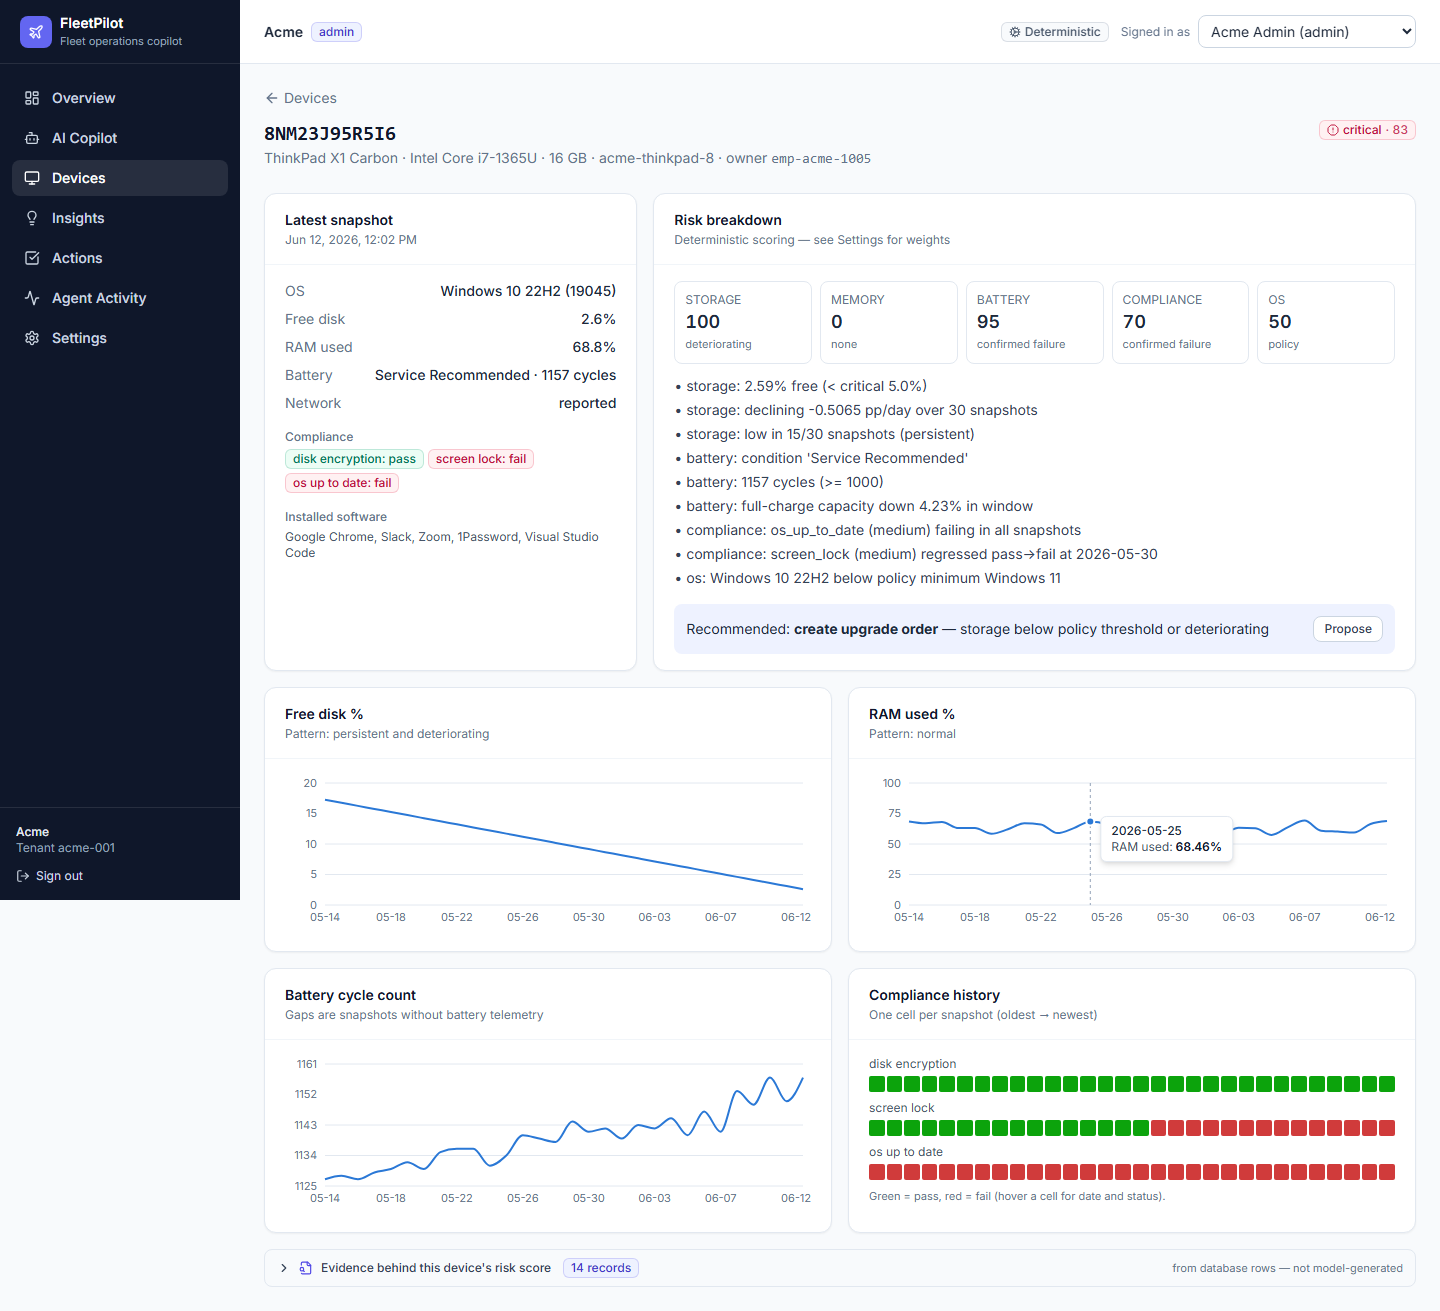 FleetPilot
Fleet operations copilot
Overview
AI Copilot
Devices
Insights
Actions
Agent Activity
Settings
Acme
Tenant acme-001
Sign out
Acme admin
Deterministic Signed in as Acme Admin (admin)
← Devices
8NM23J95R5I6
critical · 83
ThinkPad X1 Carbon · Intel Core i7-1365U · 16 GB · acme-thinkpad-8 · owner emp-acme-1005
Latest snapshot
Jun 12, 2026, 12:02 PM
OS Windows 10 22H2 (19045)
Free disk 2.6%
RAM used 68.8%
Battery Service Recommended · 1157 cycles
Network reported
Compliance
disk encryption: pass screen lock: fail
os up to date: fail
Installed software
Google Chrome, Slack, Zoom, 1Password, Visual Studio
Code
Risk breakdown
Deterministic scoring — see Settings for weights
STORAGE MEMORY BATTERY COMPLIANCE OS
100 0 95 70 50
deteriorating none confirmed failure confirmed failure policy
• storage: 2.59% free (< critical 5.0%)
• storage: declining -0.5065 pp/day over 30 snapshots
• storage: low in 15/30 snapshots (persistent)
• battery: condition 'Service Recommended'
• battery: 1157 cycles (>= 1000)
• battery: full-charge capacity down 4.23% in window
• compliance: os_up_to_date (medium) failing in all snapshots
• compliance: screen_lock (medium) regressed pass→fail at 2026-05-30
• os: Windows 10 22H2 below policy minimum Windows 11
Recommended: create upgrade order — storage below policy threshold or deteriorating Propose
Free disk %
Pattern: persistent and deteriorating
20
15
10
5
0
05-14 05-18 05-22 05-26 05-30 06-03 06-07 06-12
RAM used %
Pattern: normal
100
75
50
25
0
2026-05-25
RAM used: 68.46%
05-14 05-18 05-22 05-26 05-30 06-03 06-07 06-12
Battery cycle count
Gaps are snapshots without battery telemetry
1161
1152
1143
1134
1125
05-14 05-18 05-22 05-26 05-30 06-03 06-07 06-12
Compliance history
One cell per snapshot (oldest → newest)
disk encryption
screen lock
os up to date
Green = pass, red = fail (hover a cell for date and status).
Evidence behind this device's risk score 14 records from database rows — not model-generated